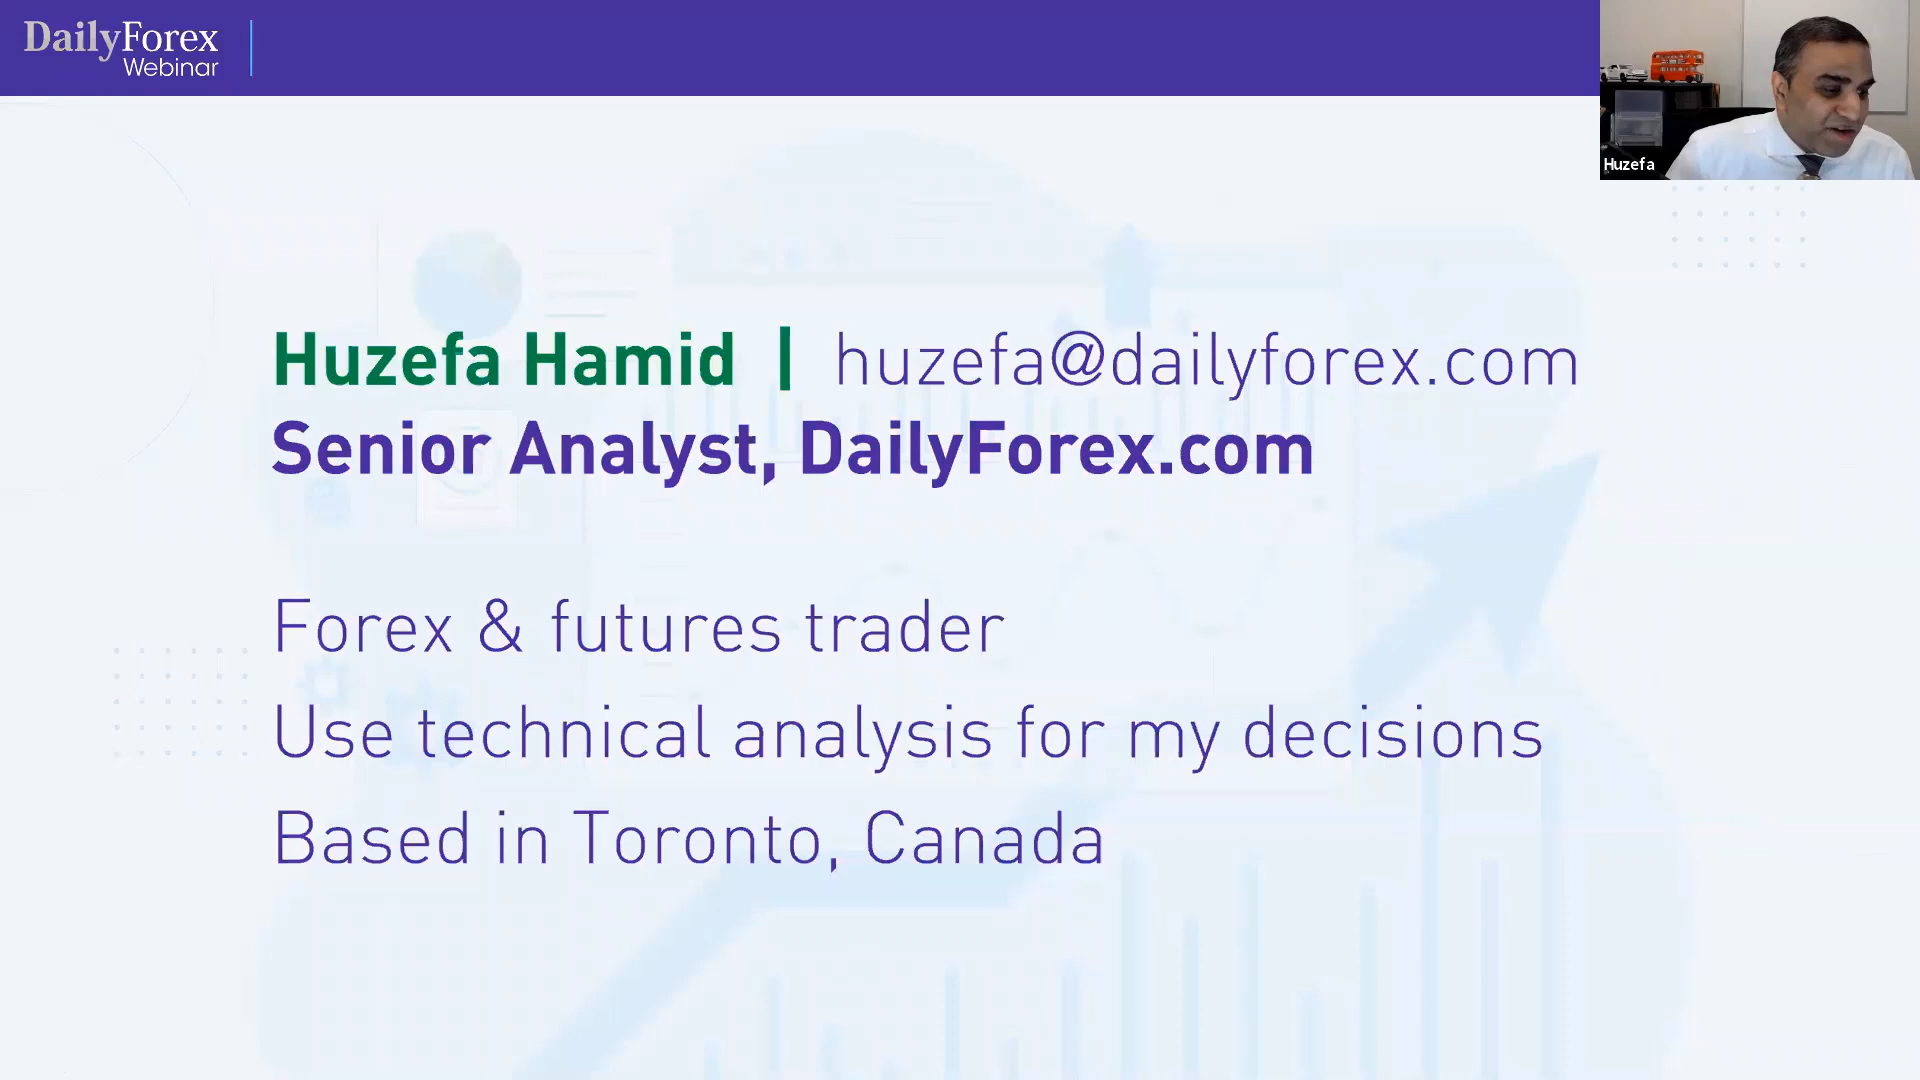 DailyForex
Webinar
Huzefa
Huzefa Hamid | huzefa@dailyforex.com
Senior Analyst, DailyForex.com
Forex & futures trader
Use technical analysis for my decisions
Based in Toronto, Canada